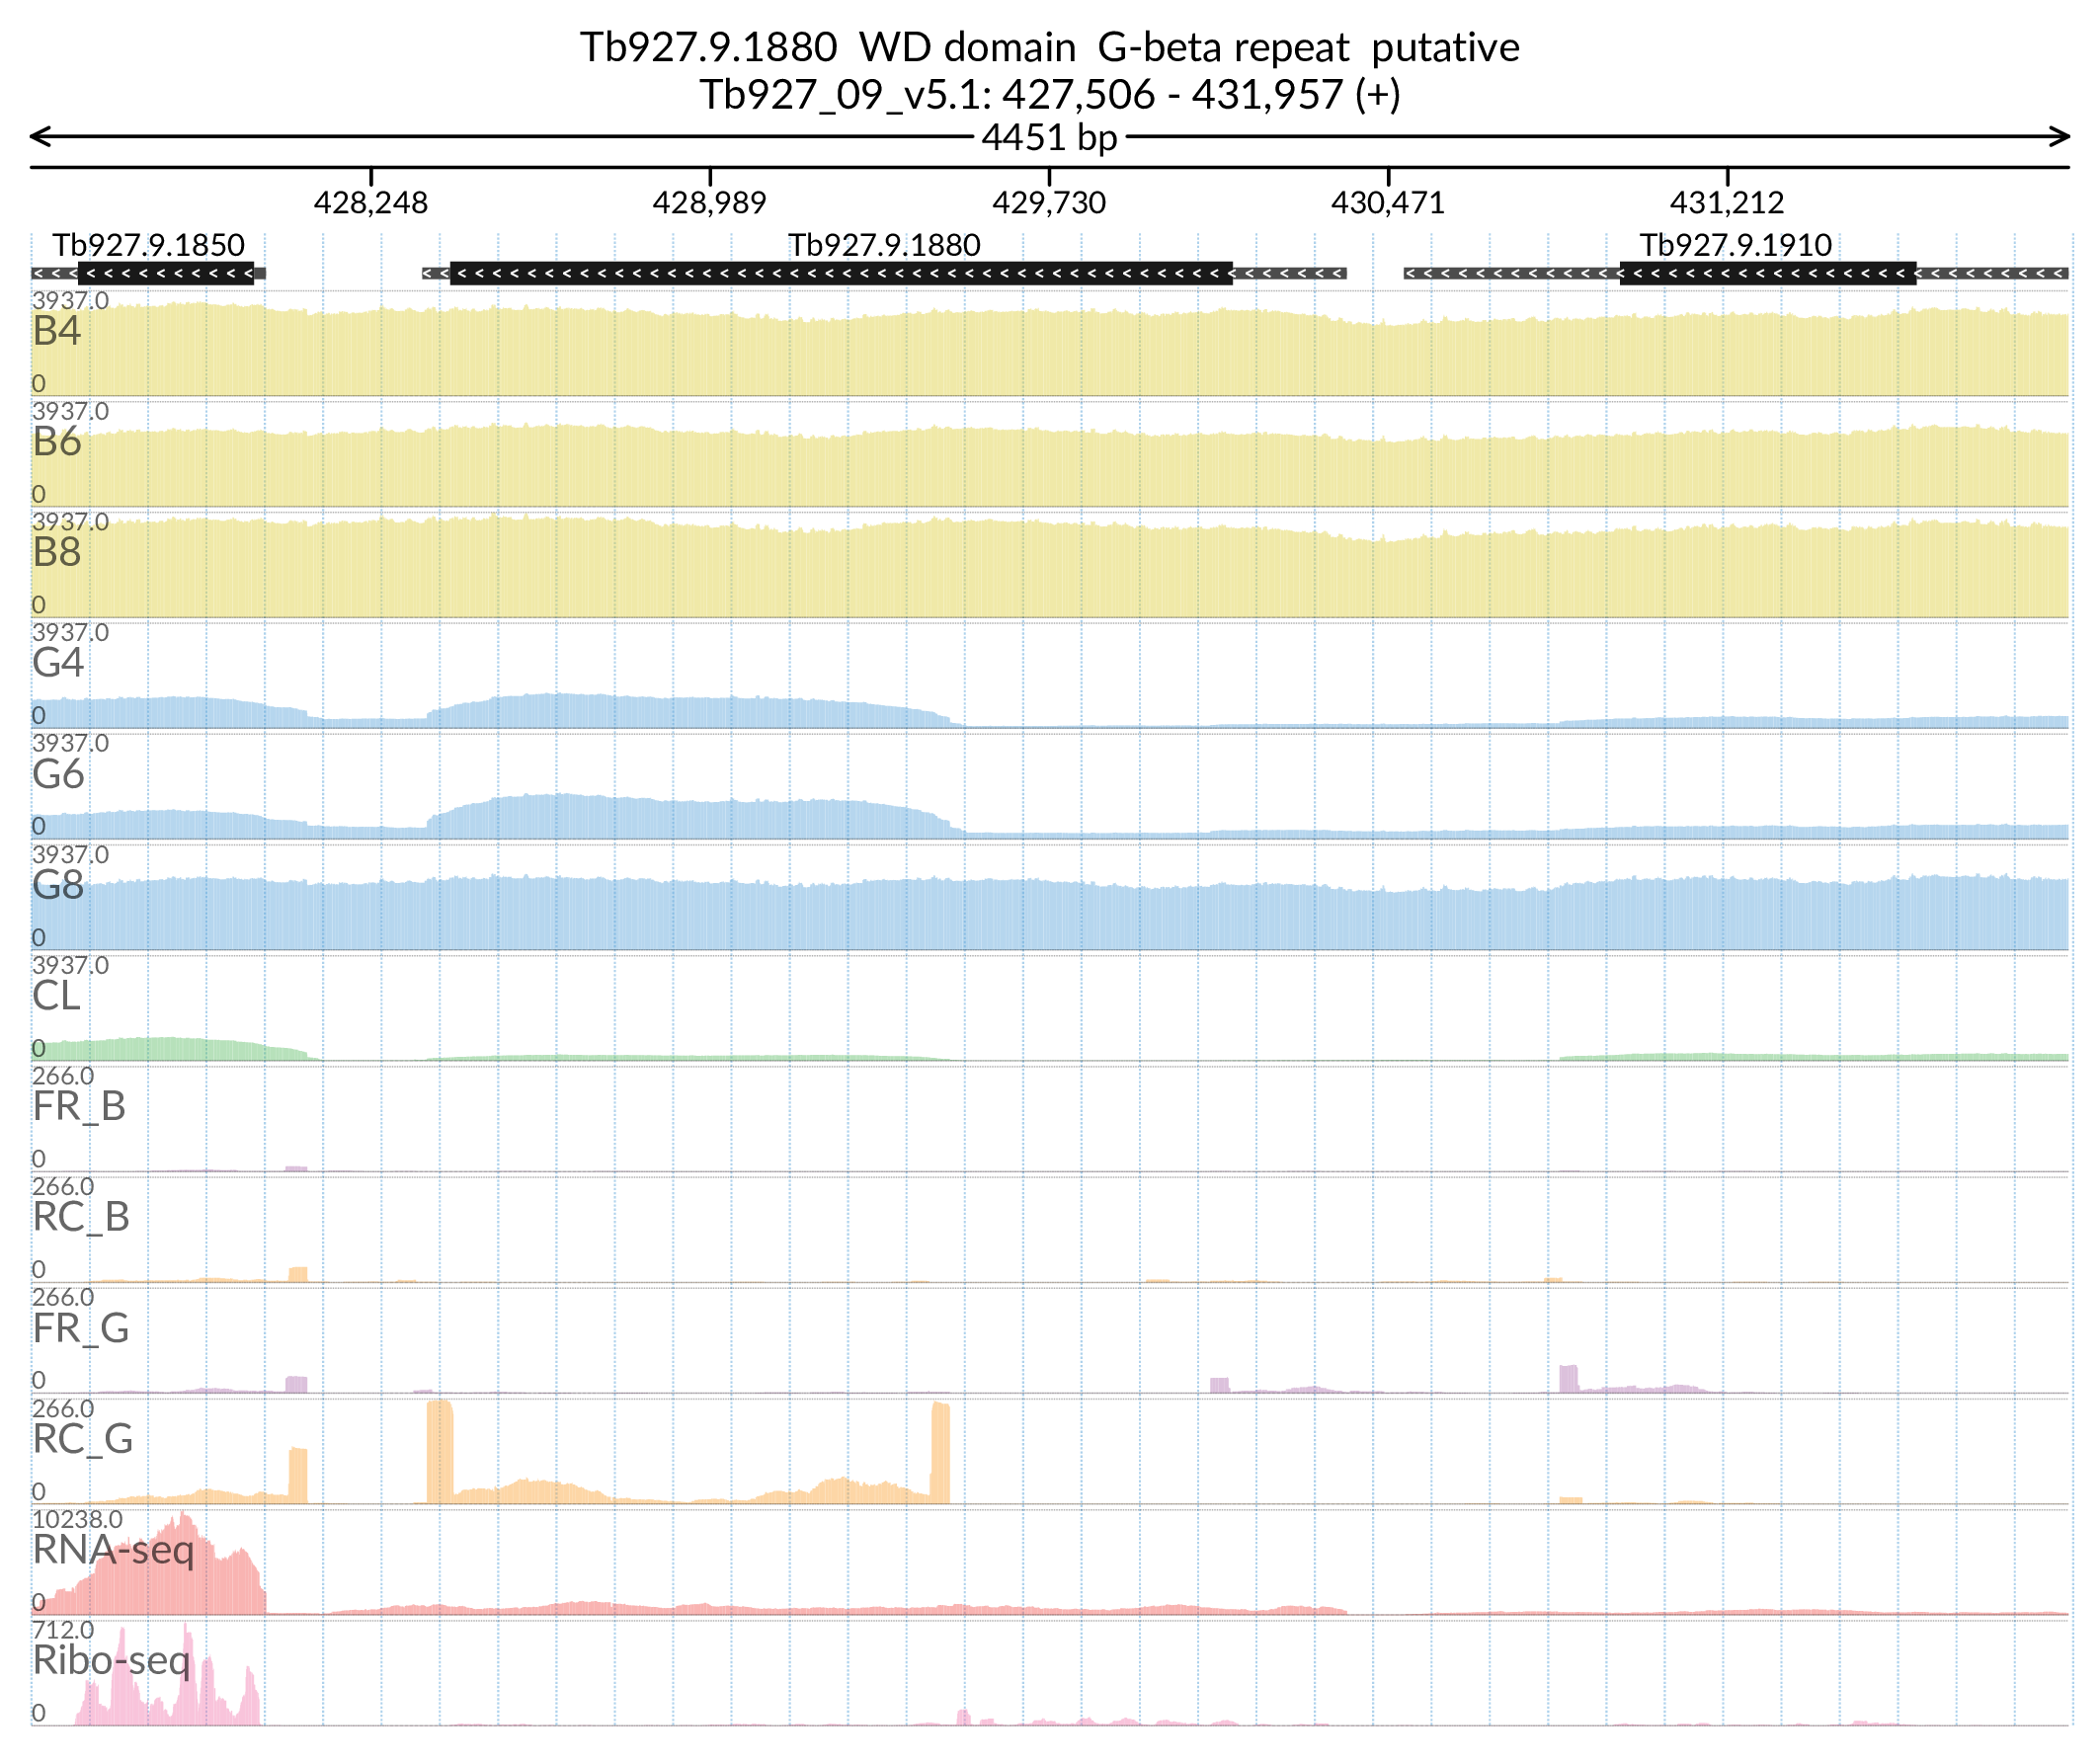 Tb927.9.1880 WD domain G-beta repeat putative
Tb927_09_v5.1: 427,506 - 431,957 (+)
4451 bp
428,248 428,989 429,730 430,471 431,212
Tb927.9.1850 Tb927.9.1880 Tb927.9.1910
3937.0
B4
0
3937.0
B6
0
3937.0
B8
0
3937.0
G4
0
3937.0
G6
0
3937.0
G8
0
3937.0
CL
0
266.0
FR_B
0
266.0
RC_B
0
266.0
FR_G
0
266.0
RC_G
0
10238.0
RNA-seq
0
712.0
Ribo-seq
0